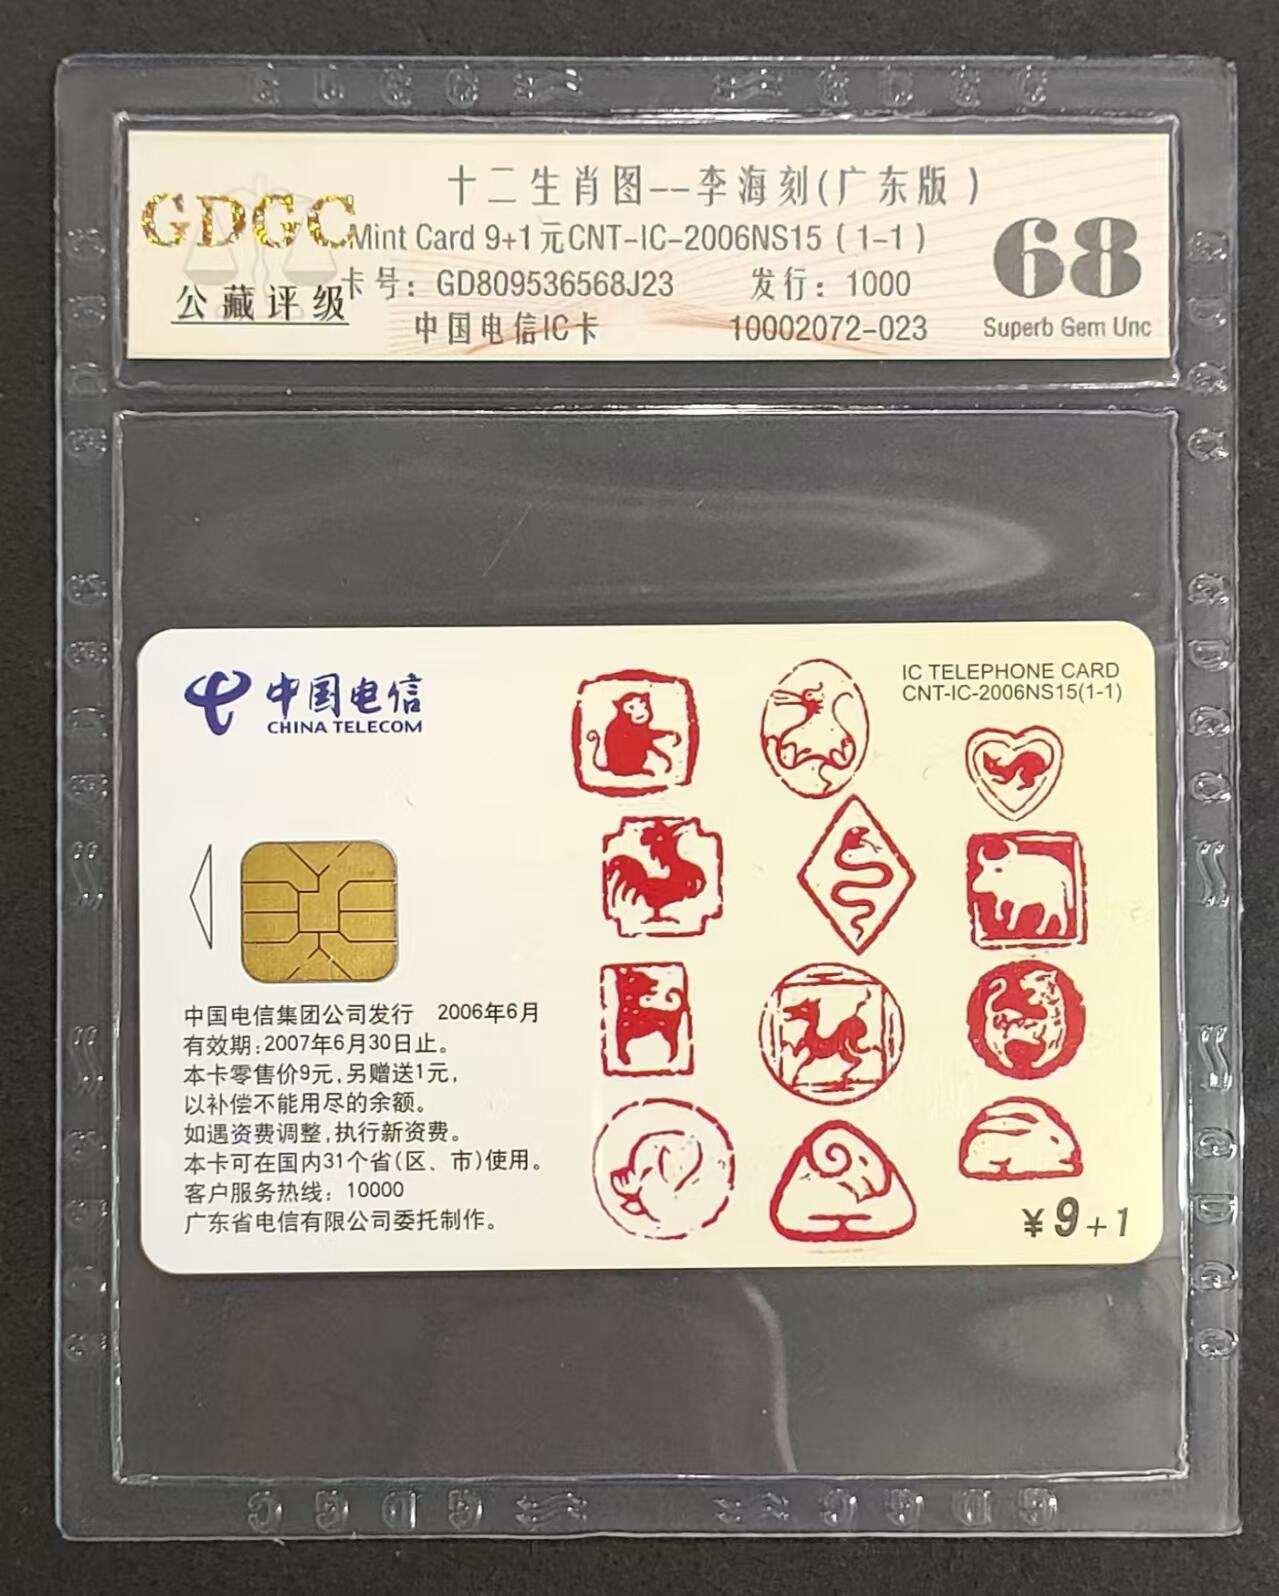 十二生肖图--李海刻(广东版)
GDGC
Mint Card 9+1元CNT-IC-2006NS15(1-1)
68
卡号：GD809536568J23 发行：1000
公藏评级
中国电信IC卡 10002072-023
Superb Gem Unc
中国电信
CHINA TELECOM
IC TELEPHONE CARD
CNT-IC-2006NS15(1-1)
中国电信集团公司发行 2006年6月
有效期:2007年6月30日止。
本卡零售价9元,另赠送1元,
以补偿不能用尽的余额。
如遇资费调整,执行新资费。
本卡可在国内31个省(区、市)使用。
客户服务热线：10000
广东省电信有限公司委托制作。
¥9+1